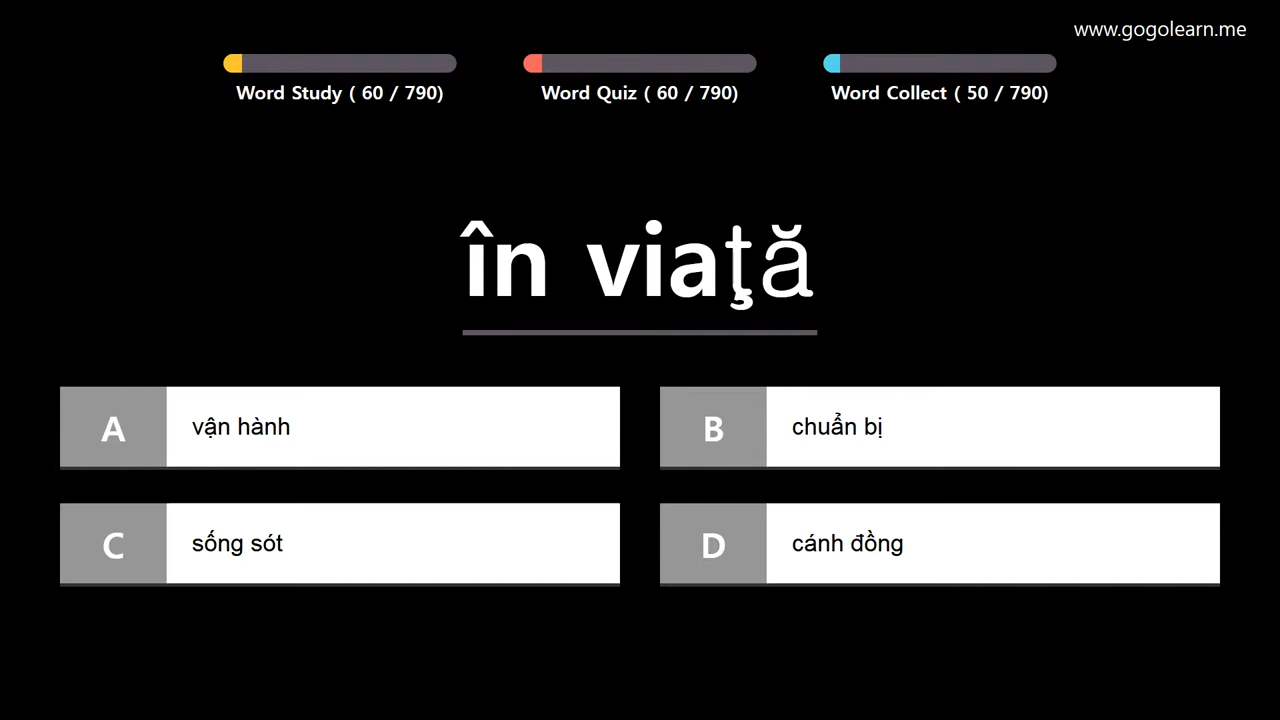 www.gogolearn.me
Word Study ( 60 / 790)
Word Quiz ( 60 / 790)
Word Collect ( 50 / 790)
în viaţă
A vận hành
B chuẩn bị
C sống sót
D cánh đồng